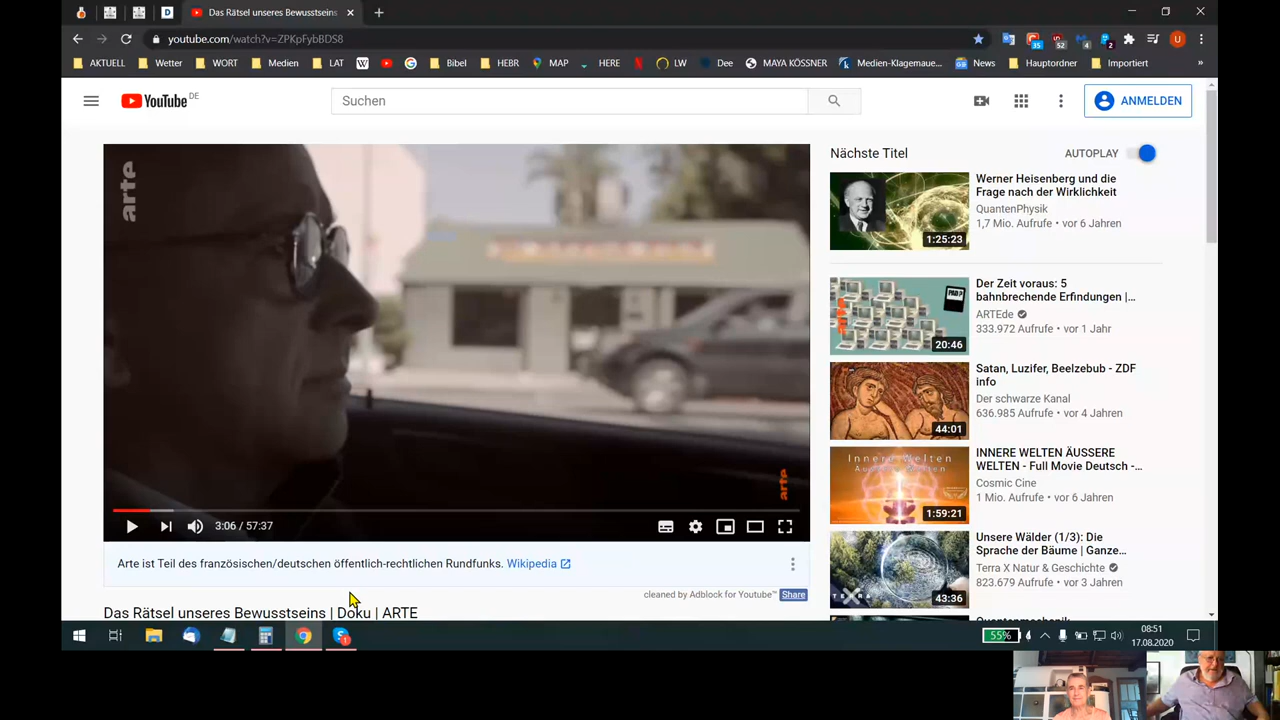 Das Rätsel unseres Bewusstseins
youtube.com/watch?v=ZPKpFybBDS8
35
52
4
2
U
AKTUELL
Wetter
WORT
Medien
LAT
Bibel
HEBR
MAP
HERE
LW
Dee
MAYA KÖSSNER
Medien-Klagemaue...
News
Hauptordner
Importiert
»
YouTube DE
Suchen
ANMELDEN
arte
arte
3:06 / 57:37
Arte ist Teil des französischen/deutschen öffentlich-rechtlichen Rundfunks. Wikipedia
cleaned by Adblock for Youtube™ Share
Das Rätsel unseres Bewusstseins | Doku | ARTE
Nächste Titel
AUTOPLAY
1:25:23
Werner Heisenberg und die
Frage nach der Wirklichkeit
QuantenPhysik
1,7 Mio. Aufrufe • vor 6 Jahren
20:46
Der Zeit voraus: 5
bahnbrechende Erfindungen |...
ARTEde
333.972 Aufrufe • vor 1 Jahr
44:01
Satan, Luzifer, Beelzebub - ZDF
info
Der schwarze Kanal
636.985 Aufrufe • vor 4 Jahren
Innere Welten
1:59:21
INNERE WELTEN ÄUSSERE
WELTEN - Full Movie Deutsch -...
Cosmic Cine
1 Mio. Aufrufe • vor 6 Jahren
43:36
Unsere Wälder (1/3): Die
Sprache der Bäume | Ganze...
Terra X Natur & Geschichte
823.679 Aufrufe • vor 3 Jahren
55%
08:51
17.08.2020